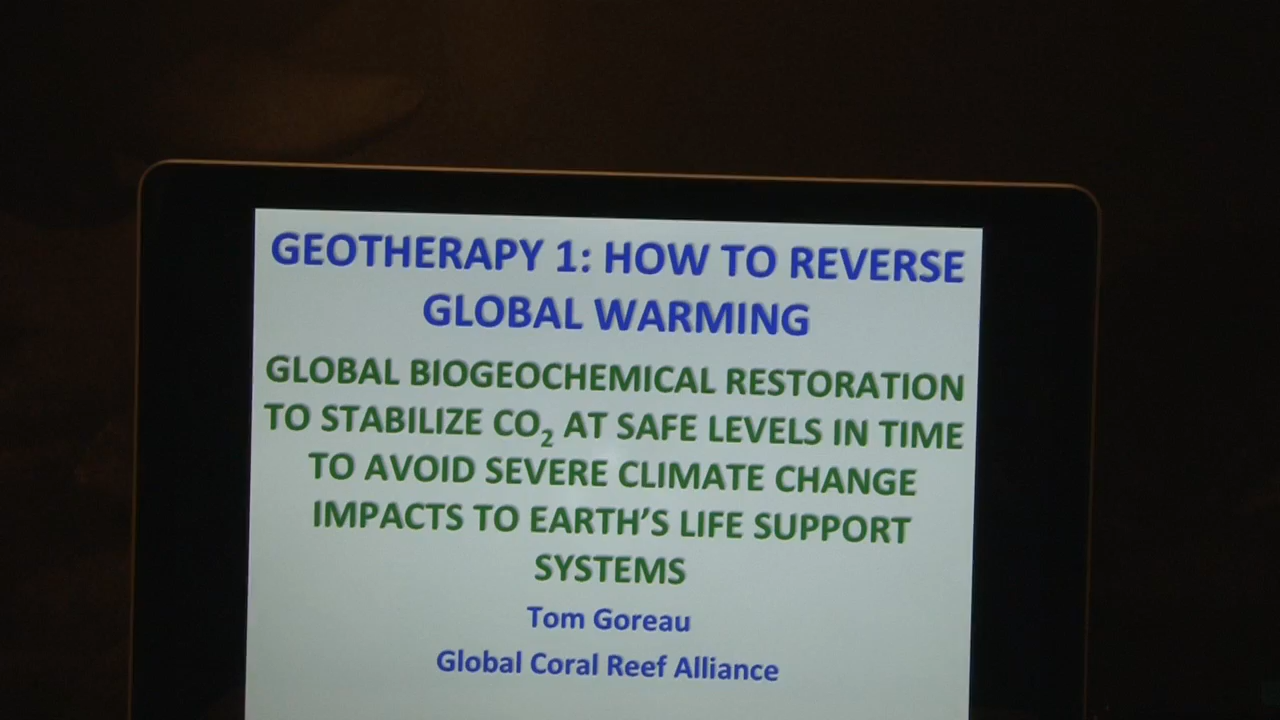 GEOTHERAPY 1: HOW TO REVERSE
GLOBAL WARMING
GLOBAL BIOGEOCHEMICAL RESTORATION
TO STABILIZE CO₂ AT SAFE LEVELS IN TIME
TO AVOID SEVERE CLIMATE CHANGE
IMPACTS TO EARTH’S LIFE SUPPORT
SYSTEMS
Tom Goreau
Global Coral Reef Alliance